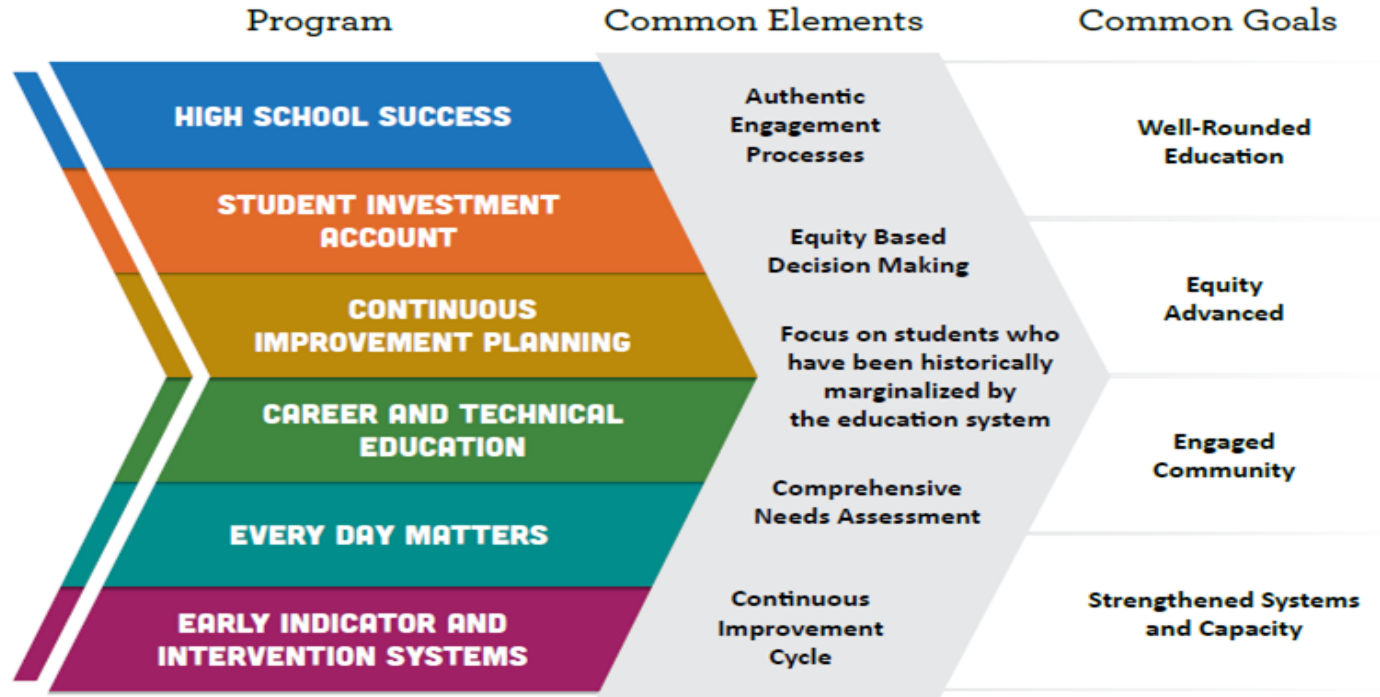 Program
Common Elements
Common Goals
HIGH SCHOOL SUCCESS
STUDENT INVESTMENT
ACCOUNT
CONTINUOUS
IMPROVEMENT PLANNING
CAREER AND TECHNICAL
EDUCATION
EVERY DAY MATTERS
EARLY INDICATOR AND
INTERVENTION SYSTEMS
Authentic
Engagement
Processes
Equity Based
Decision Making
Focus on students who
have been historically
marginalized by
the education system
Comprehensive
Needs Assessment
Continuous
Improvement
Cycle
Well-Rounded
Education
Equity
Advanced
Engaged
Community
Strengthened Systems
and Capacity